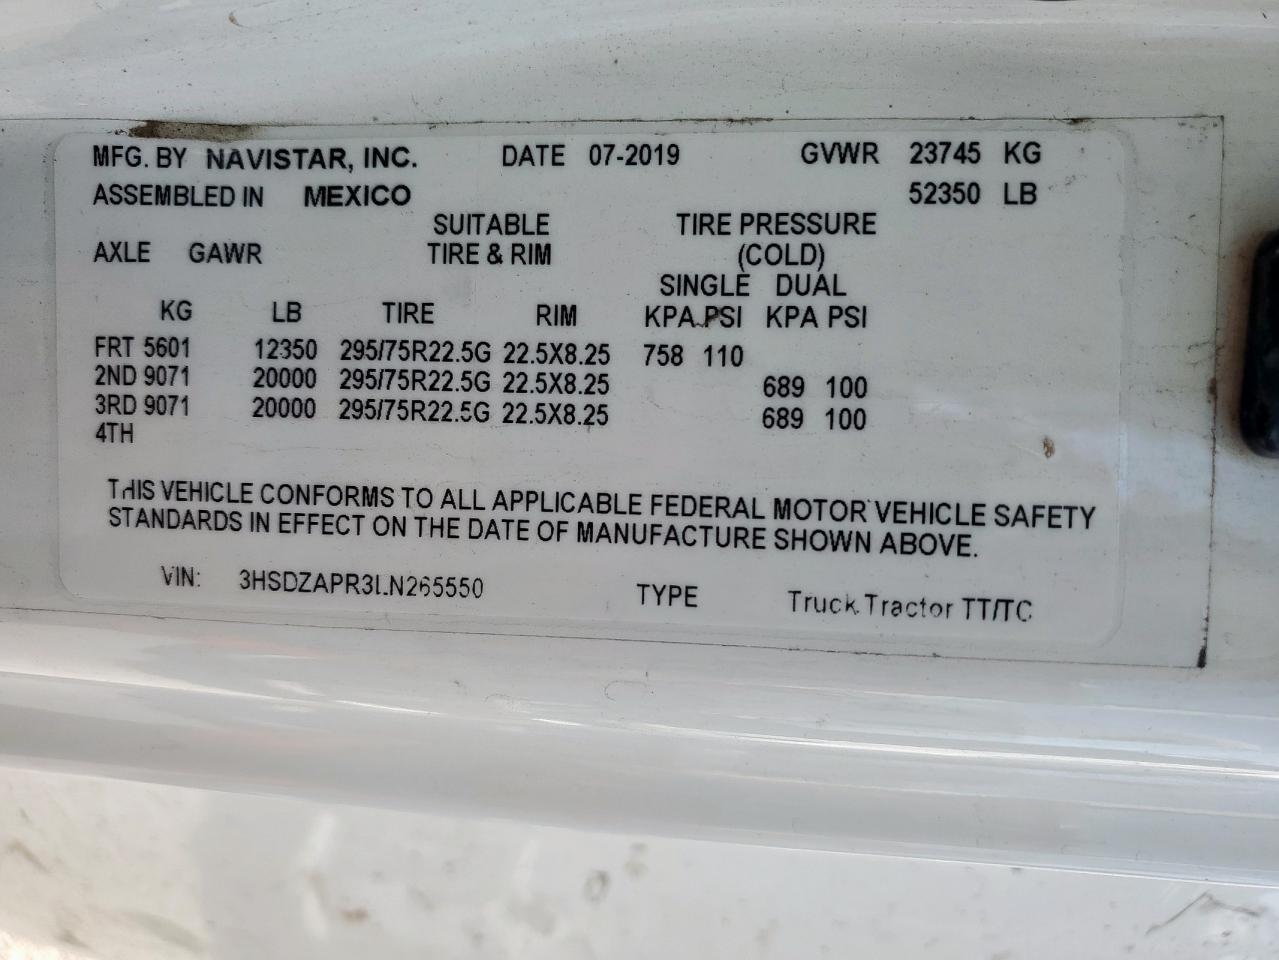 MFG. BY NAVISTAR, INC. DATE 07-2019 GVWR 23745 KG
ASSEMBLED IN MEXICO 52350 LB
SUITABLE TIRE PRESSURE
AXLE GAWR TIRE & RIM (COLD)
SINGLE DUAL
KG LB TIRE RIM KPA PSI KPA PSI
FRT 5601 12350 295/75R22.5G 22.5X8.25 758 110
2ND 9071 20000 295/75R22.5G 22.5X8.25 689 100
3RD 9071 20000 295/75R22.5G 22.5X8.25 689 100
4TH
THIS VEHICLE CONFORMS TO ALL APPLICABLE FEDERAL MOTOR VEHICLE SAFETY
STANDARDS IN EFFECT ON THE DATE OF MANUFACTURE SHOWN ABOVE.
VIN: 3HSDZAPR3LN265550 TYPE Truck Tractor TT/TC